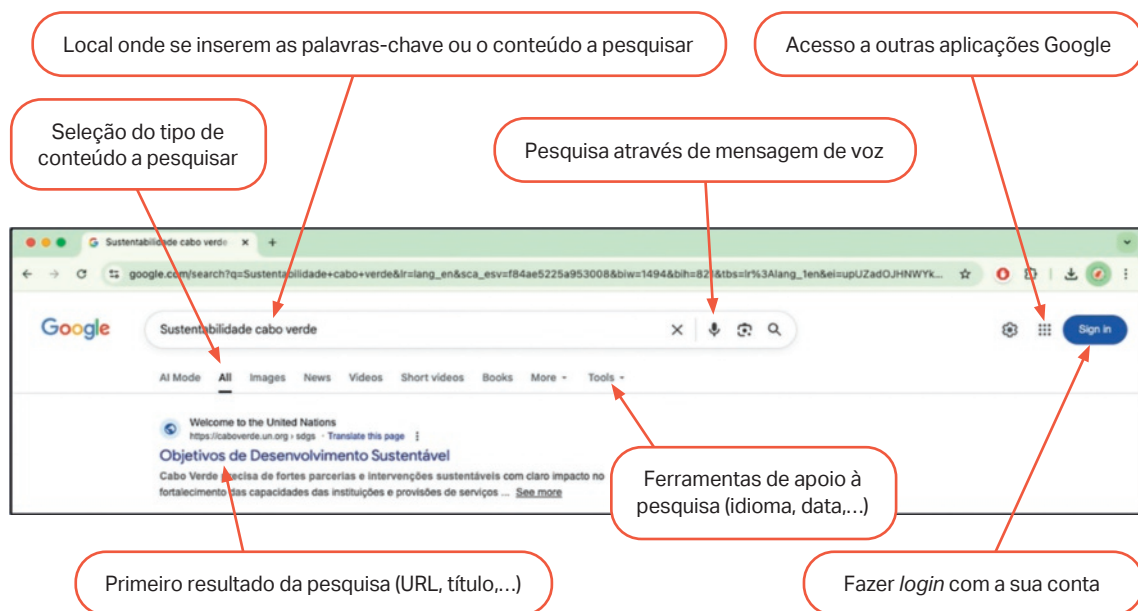 Local onde se inserem as palavras-chave ou o conteúdo a pesquisar
Acesso a outras aplicações Google
Seleção do tipo de
conteúdo a pesquisar
Pesquisa através de mensagem de voz
Sustentabilidade cabo verde
google.com/search?q=Sustentabilidade+cabo+verde&lr=lang_en&sca_esv=f84ae5225a953008&biw=1494&bih=821&tbs=lr%3Alang_1en&ei=upUZadOJHNWYk...
Google
Sustentabilidade cabo verde
Sign in
AI Mode All Images News Videos Short videos Books More Tools
Welcome to the United Nations
https://caboverde.un.org › sdgs · Translate this page
Objetivos de Desenvolvimento Sustentável
Cabo Verde precisa de fortes parcerias e intervenções sustentáveis com claro impacto no
fortalecimento das capacidades das instituições e provisões de serviços ... See more
Ferramentas de apoio à
pesquisa (idioma, data,...)
Primeiro resultado da pesquisa (URL, título,...)
Fazer login com a sua conta